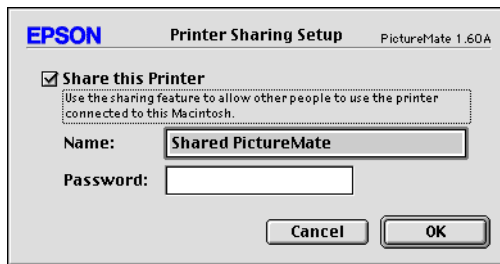 EPSON Printer Sharing Setup PictureMate 1.60A
Share this Printer
Use the sharing feature to allow other people to use the printer
connected to this Macintosh.
Name: Shared PictureMate
Password:
Cancel OK